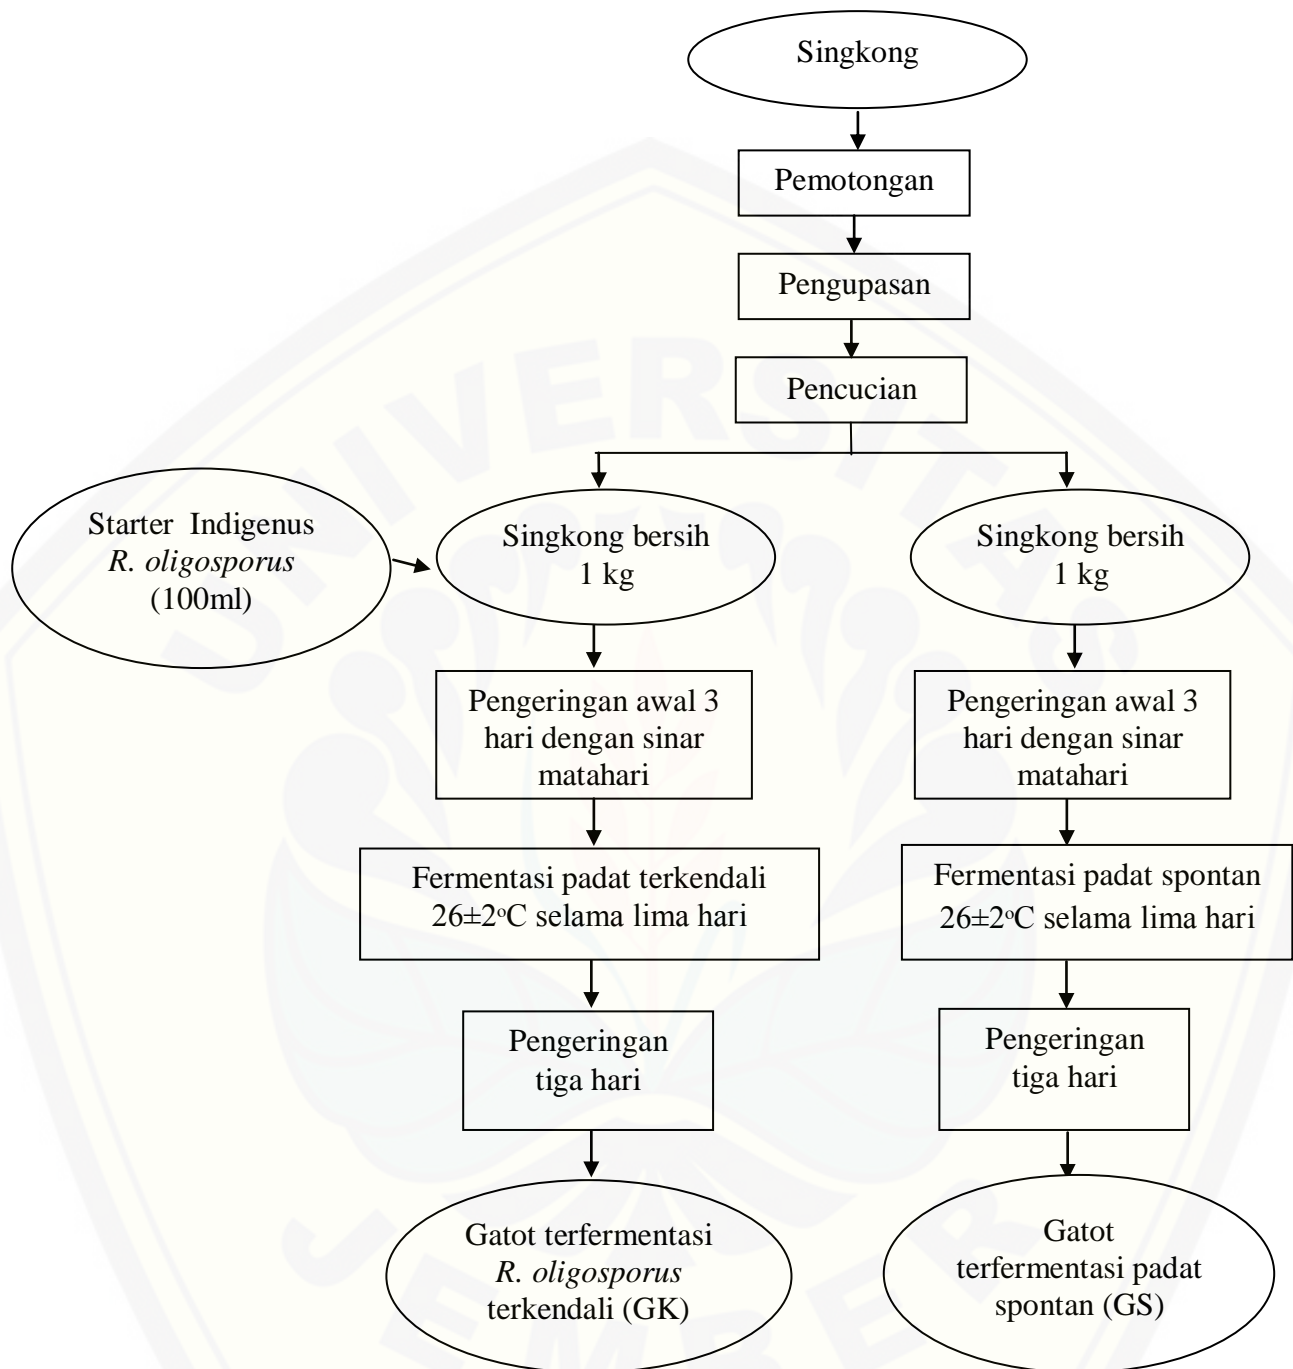 Singkong
Pemotongan
Pengupasan
Pencucian
Starter Indigenus
R. oligosporus
(100ml)
Singkong bersih
1 kg
Singkong bersih
1 kg
Pengeringan awal 3
hari dengan sinar
matahari
Pengeringan awal 3
hari dengan sinar
matahari
Fermentasi padat terkendali
26±2°C selama lima hari
Fermentasi padat spontan
26±2°C selama lima hari
Pengeringan
tiga hari
Pengeringan
tiga hari
Gatot terfermentasi
R. oligosporus
terkendali (GK)
Gatot
terfermentasi padat
spontan (GS)
UNIVERSITAS
JEMBER